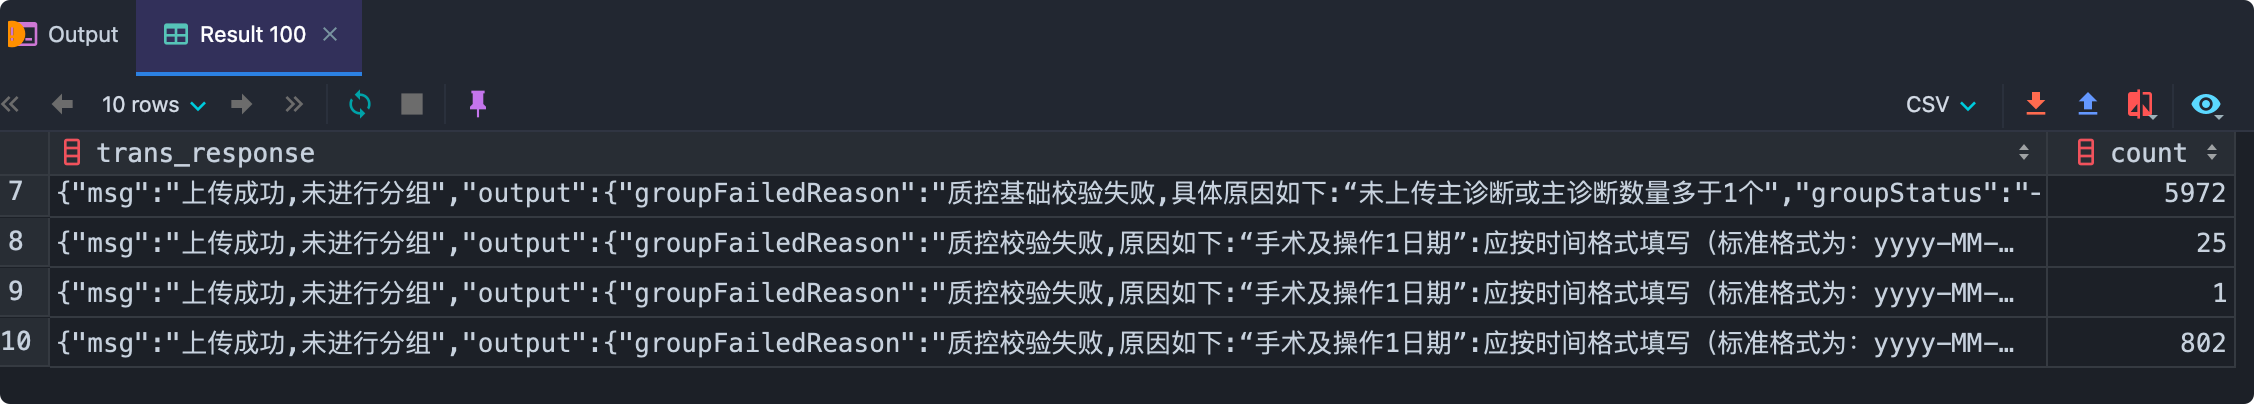 Output Result 100
10 rows CSV
trans_response count
7 {"msg":"上传成功,未进行分组","output":{"groupFailedReason":"质控基础校验失败,具体原因如下:“未上传主诊断或主诊断数量多于1个","groupStatus":"- 5972
8 {"msg":"上传成功,未进行分组","output":{"groupFailedReason":"质控校验失败,原因如下:“手术及操作1日期”:应按时间格式填写（标准格式为：yyyy-MM-… 25
9 {"msg":"上传成功,未进行分组","output":{"groupFailedReason":"质控校验失败,原因如下:“手术及操作1日期”:应按时间格式填写（标准格式为：yyyy-MM-… 1
10 {"msg":"上传成功,未进行分组","output":{"groupFailedReason":"质控校验失败,原因如下:“手术及操作1日期”:应按时间格式填写（标准格式为：yyyy-MM-… 802